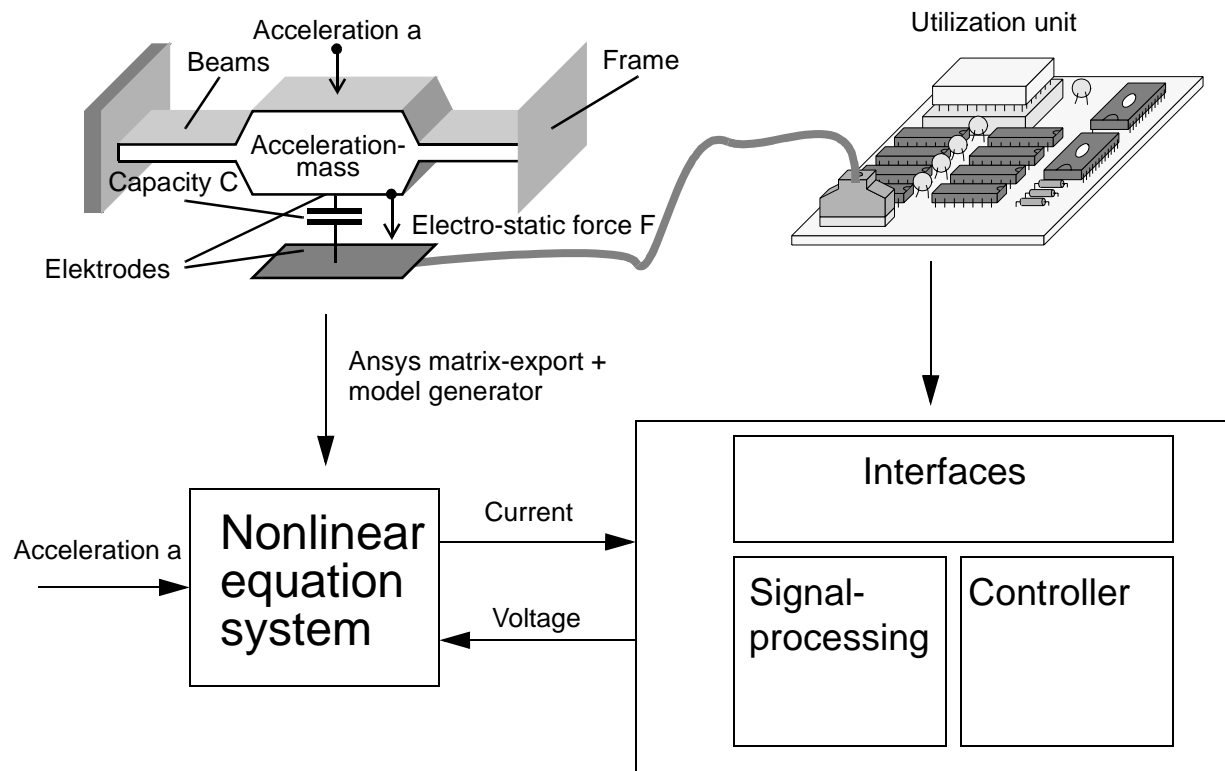 Acceleration a
Utilization unit
Beams
Frame
Acceleration-
mass
Capacity C
Electro-static force F
Elektrodes
Ansys matrix-export +
model generator
Interfaces
Current
Nonlinear
equation
system
Acceleration a
Signal-
processing
Controller
Voltage